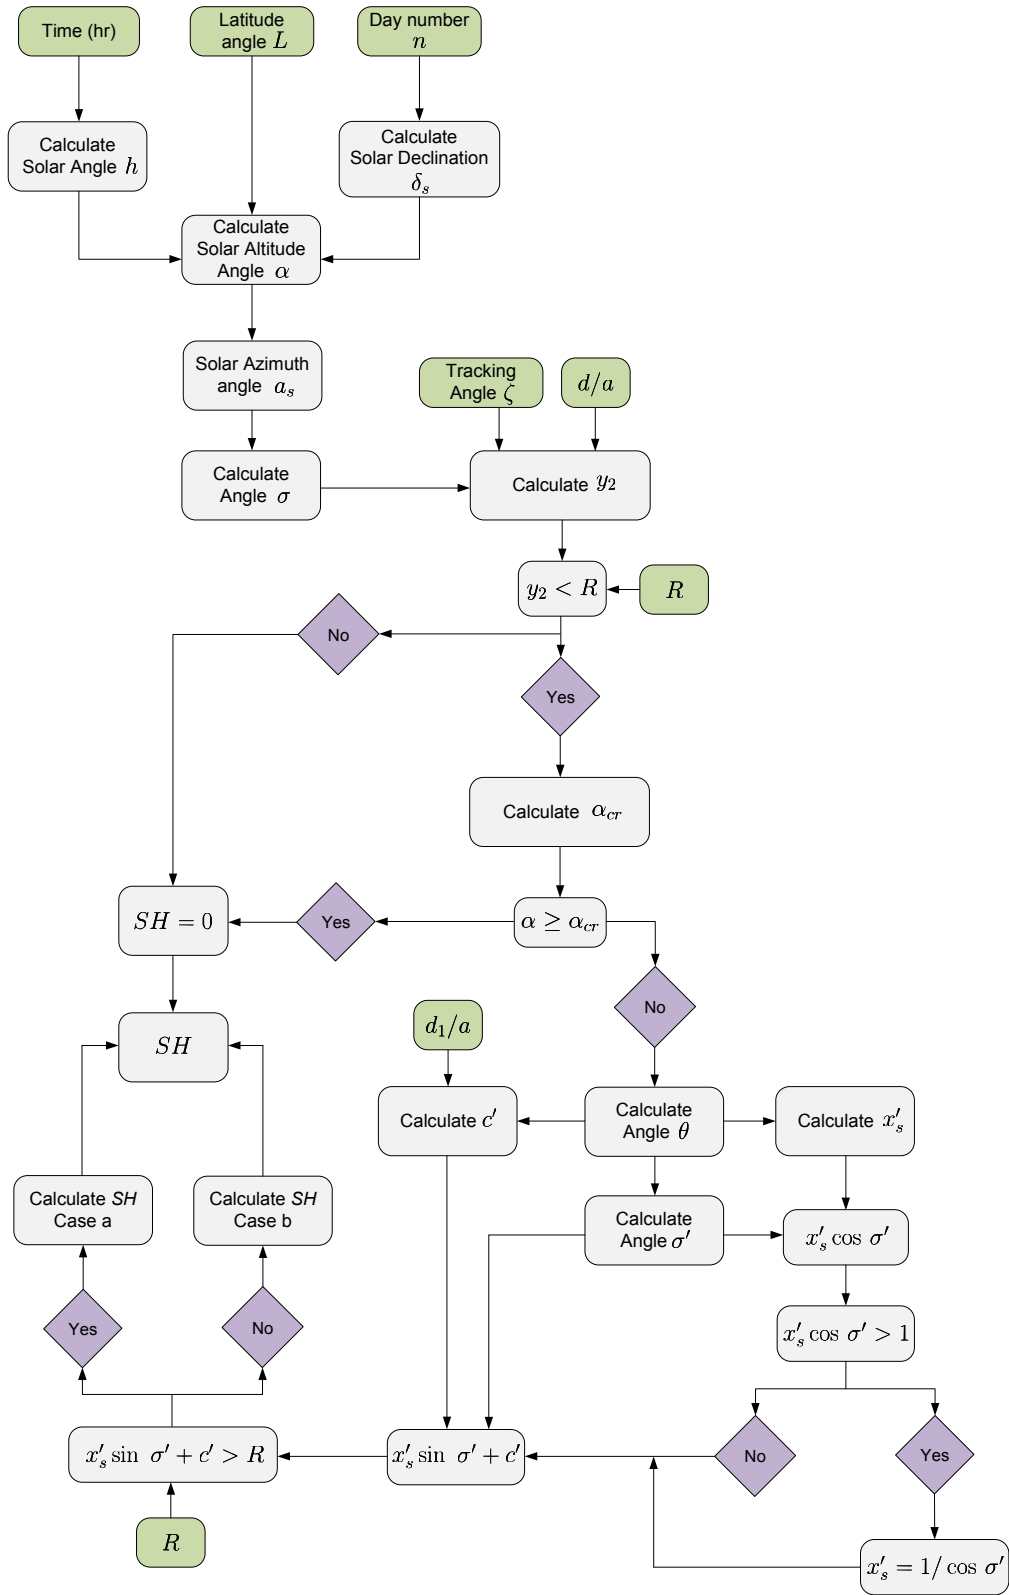 Time (hr)
Latitude
angle L
Day number
n
Calculate
Solar Angle h
Calculate
Solar Declination
δₛ
Calculate
Solar Altitude
Angle α
Solar Azimuth
angle aₛ
Tracking
Angle ζ
d/a
Calculate
Angle σ
Calculate y₂
y₂ < R
R
No
Yes
Calculate α_cr
SH = 0
Yes
α ≥ α_cr
No
SH
d₁/a
Calculate c′
Calculate
Angle θ
Calculate x′ₛ
Calculate SH
Case a
Calculate SH
Case b
Calculate
Angle σ′
x′ₛ cos σ′
Yes
No
x′ₛ cos σ′ > 1
x′ₛ sin σ′ + c′ > R
x′ₛ sin σ′ + c′
No
Yes
R
x′ₛ = 1/ cos σ′